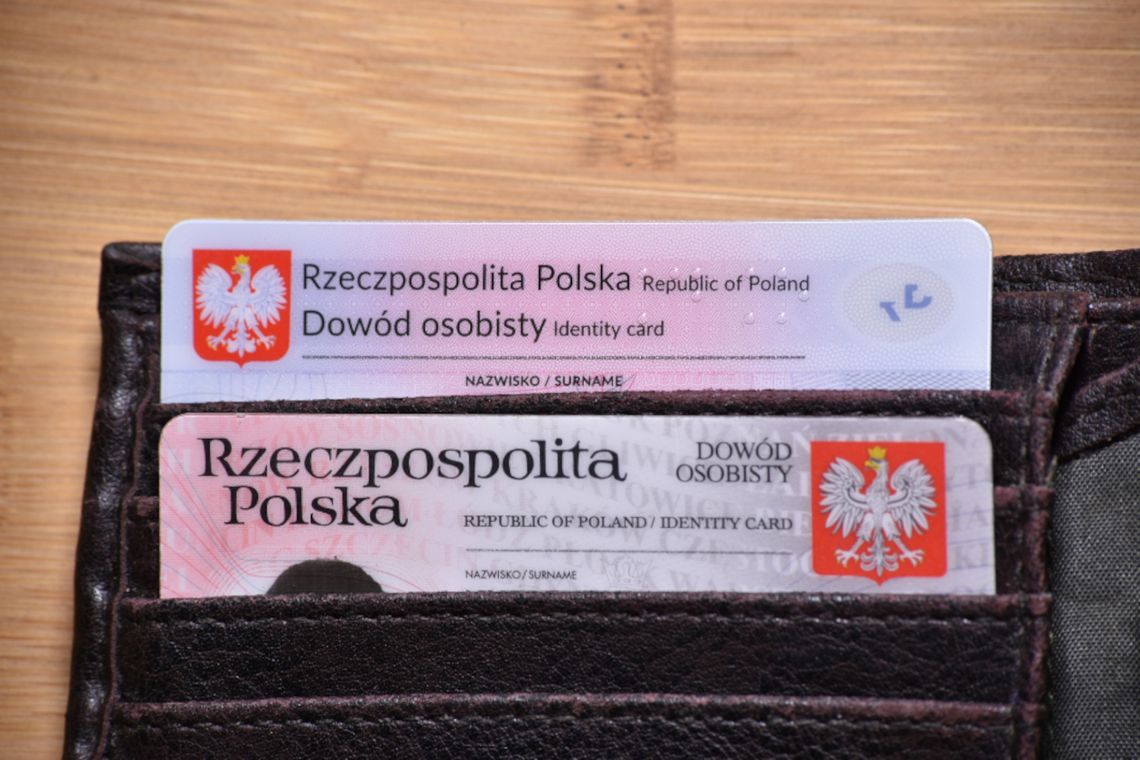 Rzeczpospolita Polska Republic of Poland
Dowód osobisty Identity card
NAZWISKO / SURNAME
Rzeczpospolita
Polska
DOWÓD
OSOBISTY
REPUBLIC OF POLAND / IDENTITY CARD
NAZWISKO / SURNAME